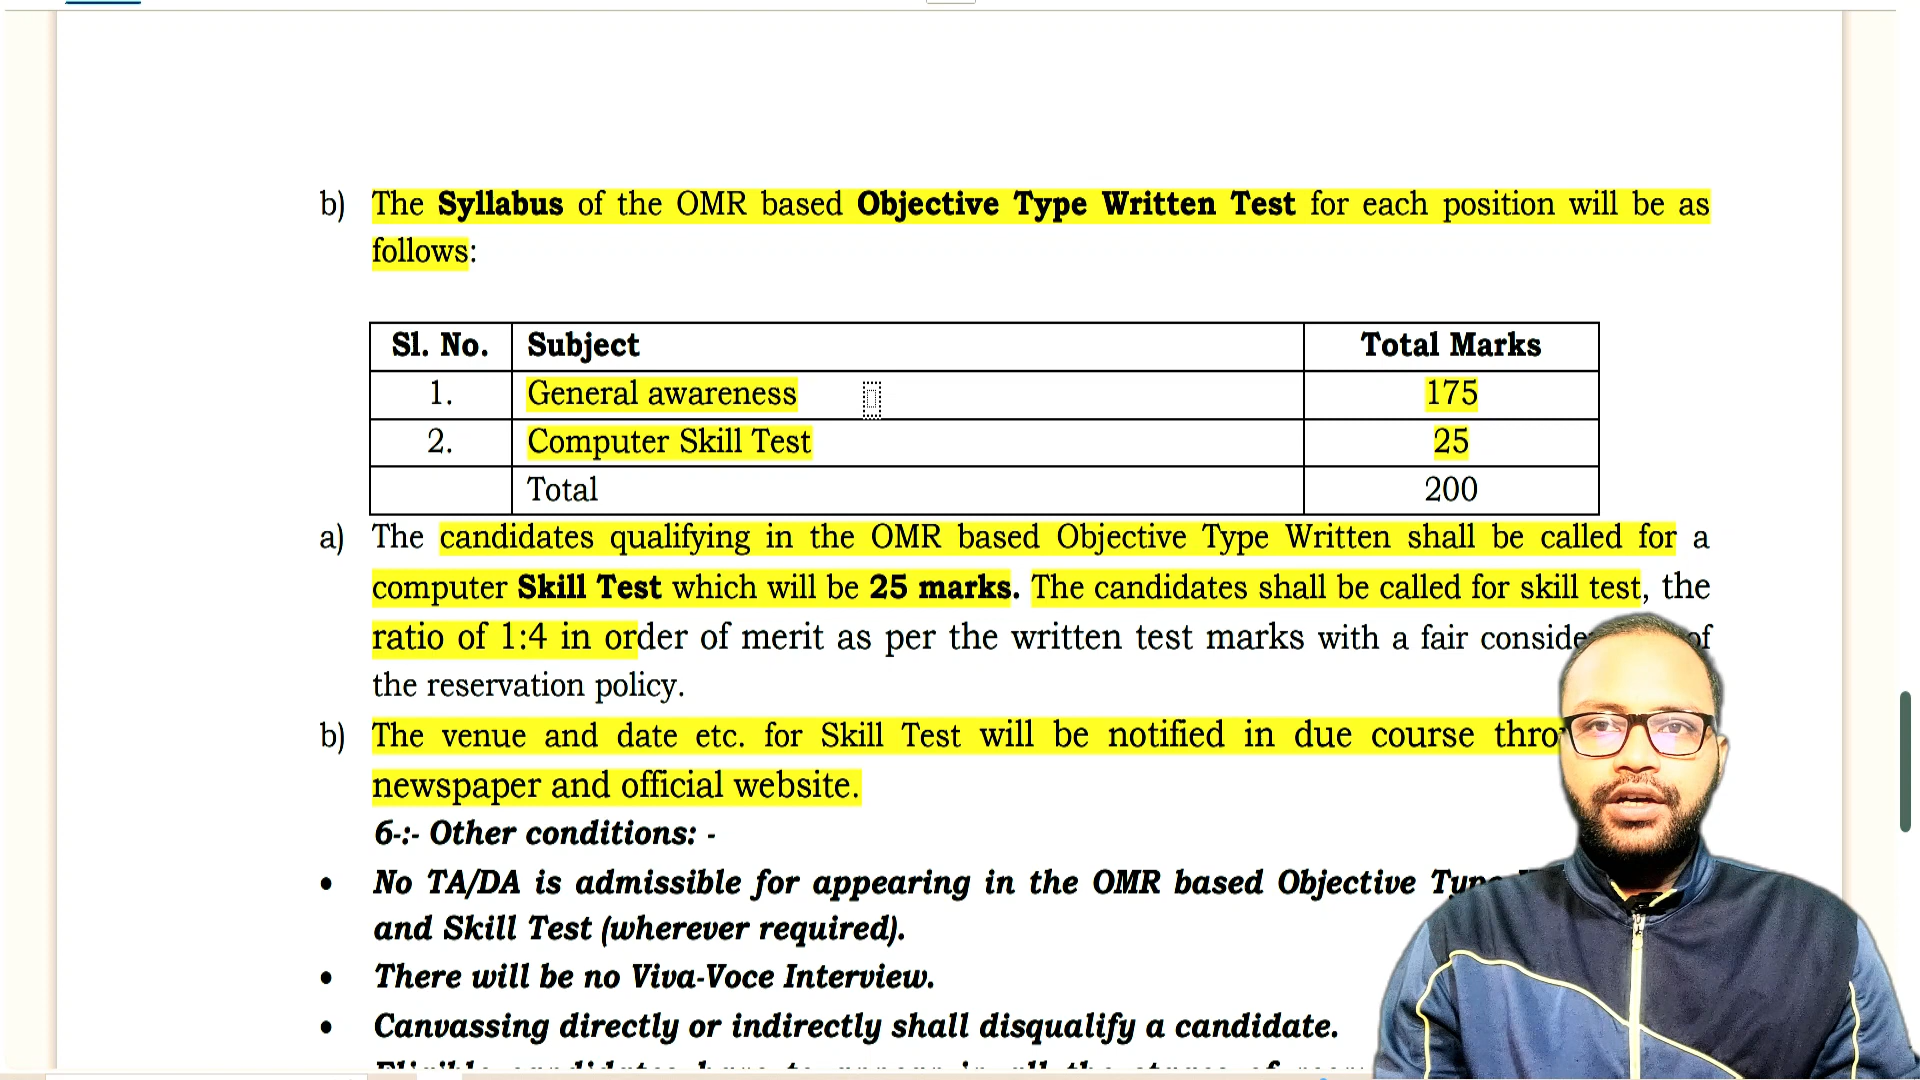 b) The Syllabus of the OMR based Objective Type Written Test for each position will be as
follows:
Sl. No. Subject Total Marks
1. General awareness 175
2. Computer Skill Test 25
Total 200
a) The candidates qualifying in the OMR based Objective Type Written shall be called for a
computer Skill Test which will be 25 marks. The candidates shall be called for skill test, the
ratio of 1:4 in order of merit as per the written test marks with a fair of
the reservation policy.
b) The venue and date etc. for Skill Test will be notified in due course
newspaper and official website.
6-:- Other conditions: -
• No TA/DA is admissible for appearing in the OMR based Objective
and Skill Test (wherever required).
• There will be no Viva-Voce Interview.
• Canvassing directly or indirectly shall disqualify a candidate.